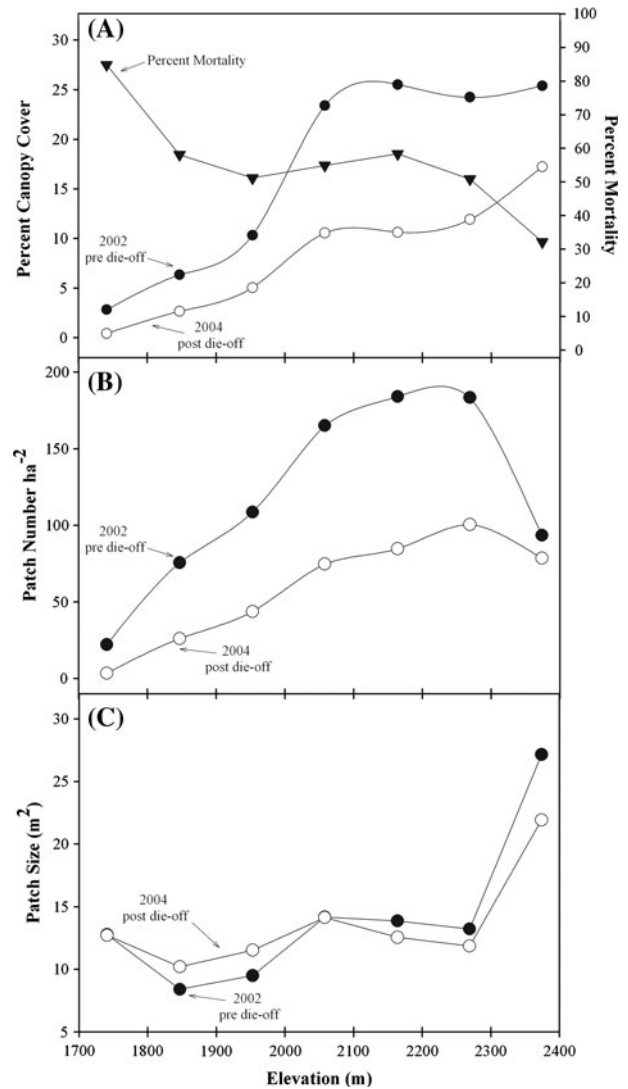 (A)
Percent Canopy Cover
30
25
20
15
10
5
0
100
90
80
70
60
50
40
30
20
10
0
Percent Mortality
Percent Mortality
2002
pre die-off
2004
post die-off
(B)
Patch Number ha⁻²
200
150
100
50
0
2002
pre die-off
2004
post die-off
(C)
Patch Size (m²)
30
25
20
15
10
5
2004
post die-off
2002
pre die-off
1700 1800 1900 2000 2100 2200 2300 2400
Elevation (m)